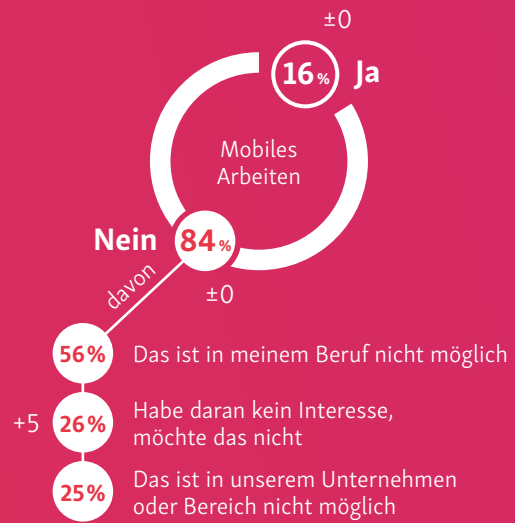 ±0
16% Ja
Mobiles
Arbeiten
Nein 84%
davon
±0
56% Das ist in meinem Beruf nicht möglich
+5 26% Habe daran kein Interesse,
möchte das nicht
25% Das ist in unserem Unternehmen
oder Bereich nicht möglich